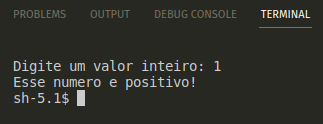 PROBLEMS OUTPUT DEBUG CONSOLE TERMINAL
Digite um valor inteiro: 1
Esse numero e positivo!
sh-5.1$